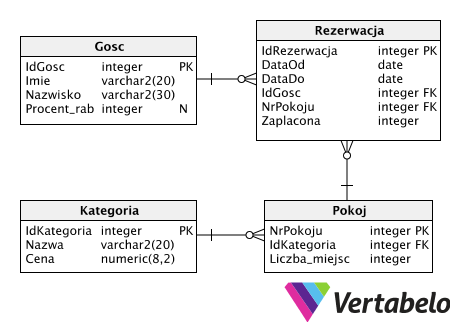 Gosc
IdGosc integer PK
Imie varchar2(20)
Nazwisko varchar2(30)
Procent_rab integer N
Rezerwacja
IdRezerwacja integer PK
DataOd date
DataDo date
IdGosc integer FK
NrPokoju integer FK
Zaplacona integer
Kategoria
IdKategoria integer PK
Nazwa varchar2(20)
Cena numeric(8,2)
Pokoj
NrPokoju integer PK
IdKategoria integer FK
Liczba_miejsc integer
Vertabelo